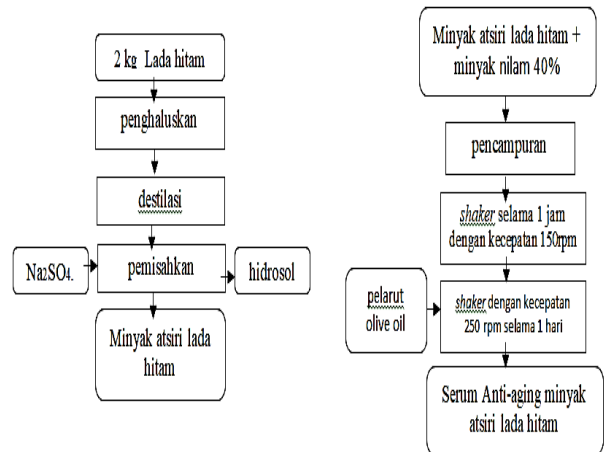 2 kg Lada hitam
penghaluskan
destilasi
Na2SO4.
pemisahkan
hidrosol
Minyak atsiri lada
hitam
Minyak atsiri lada hitam +
minyak nilam 40%
pencampuran
shaker selama 1 jam
dengan kecepatan 150rpm
pelarut
olive oil
shaker dengan kecepatan
250 rpm selama 1 hari
Serum Anti-aging minyak
atsiri lada hitam